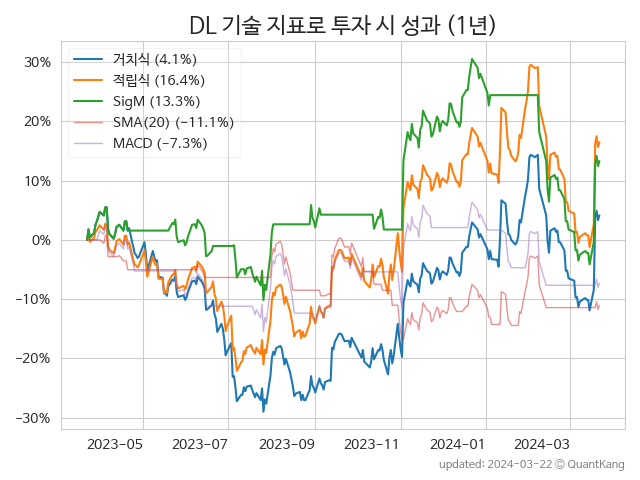 DL 기술 지표로 투자 시 성과 (1년)
거치식 (4.1%)
적립식 (16.4%)
SigM (13.3%)
SMA(20) (−11.1%)
MACD (−7.3%)
30%
20%
10%
0%
−10%
−20%
−30%
2023-05 2023-07 2023-09 2023-11 2024-01 2024-03
updated: 2024-03-22 © QuantKang